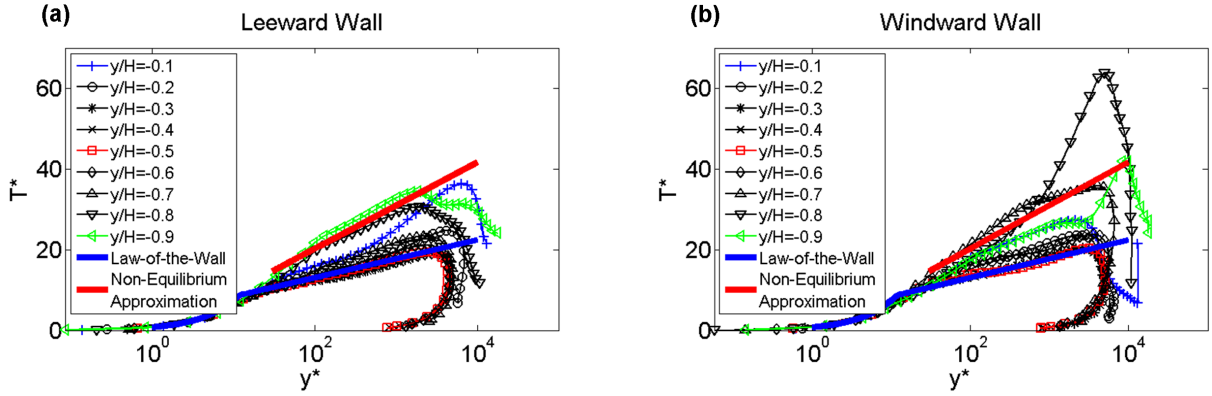 (a)
Leeward Wall
T*
60
40
20
0
y/H=-0.1
y/H=-0.2
y/H=-0.3
y/H=-0.4
y/H=-0.5
y/H=-0.6
y/H=-0.7
y/H=-0.8
y/H=-0.9
Law-of-the-Wall
Non-Equilibrium
Approximation
10^0
10^2
10^4
y*
(b)
Windward Wall
T*
60
40
20
0
y/H=-0.1
y/H=-0.2
y/H=-0.3
y/H=-0.4
y/H=-0.5
y/H=-0.6
y/H=-0.7
y/H=-0.8
y/H=-0.9
Law-of-the-Wall
Non-Equilibrium
Approximation
10^0
10^2
10^4
y*